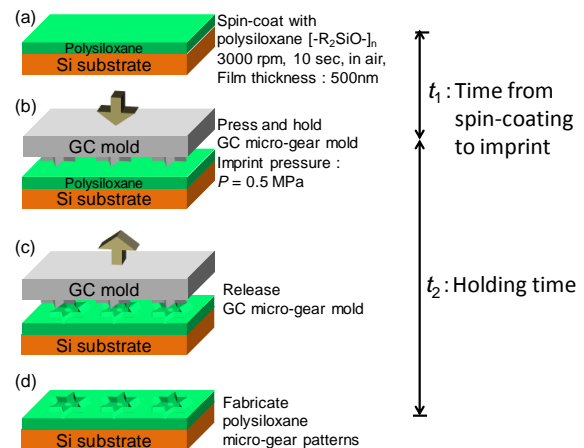 (a)
Spin-coat with
polysiloxane [-R₂SiO-]ₙ
3000 rpm, 10 sec, in air,
Film thickness : 500nm
Polysiloxane
Si substrate
t₁ : Time from
spin-coating
to imprint
(b)
GC mold
Press and hold
GC micro-gear mold
Imprint pressure :
P = 0.5 MPa
Polysiloxane
Si substrate
(c)
GC mold
Release
GC micro-gear mold
Si substrate
t₂ : Holding time
(d)
Fabricate
polysiloxane
micro-gear patterns
Si substrate